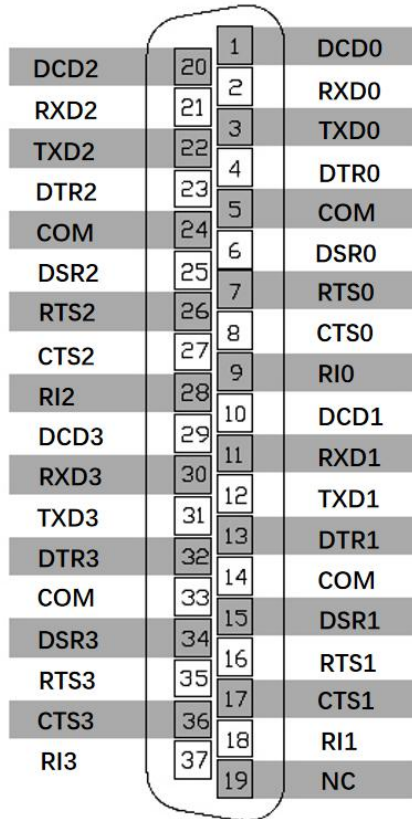 1 DCD0
DCD2 20
2 RXD0
RXD2 21
3 TXD0
TXD2 22
4 DTR0
DTR2 23
5 COM
COM 24
6 DSR0
DSR2 25
7 RTS0
RTS2 26
8 CTS0
CTS2 27
9 RI0
RI2 28
10 DCD1
DCD3 29
11 RXD1
RXD3 30
12 TXD1
TXD3 31
13 DTR1
DTR3 32
14 COM
COM 33
15 DSR1
DSR3 34
16 RTS1
RTS3 35
17 CTS1
CTS3 36
18 RI1
RI3 37
19 NC